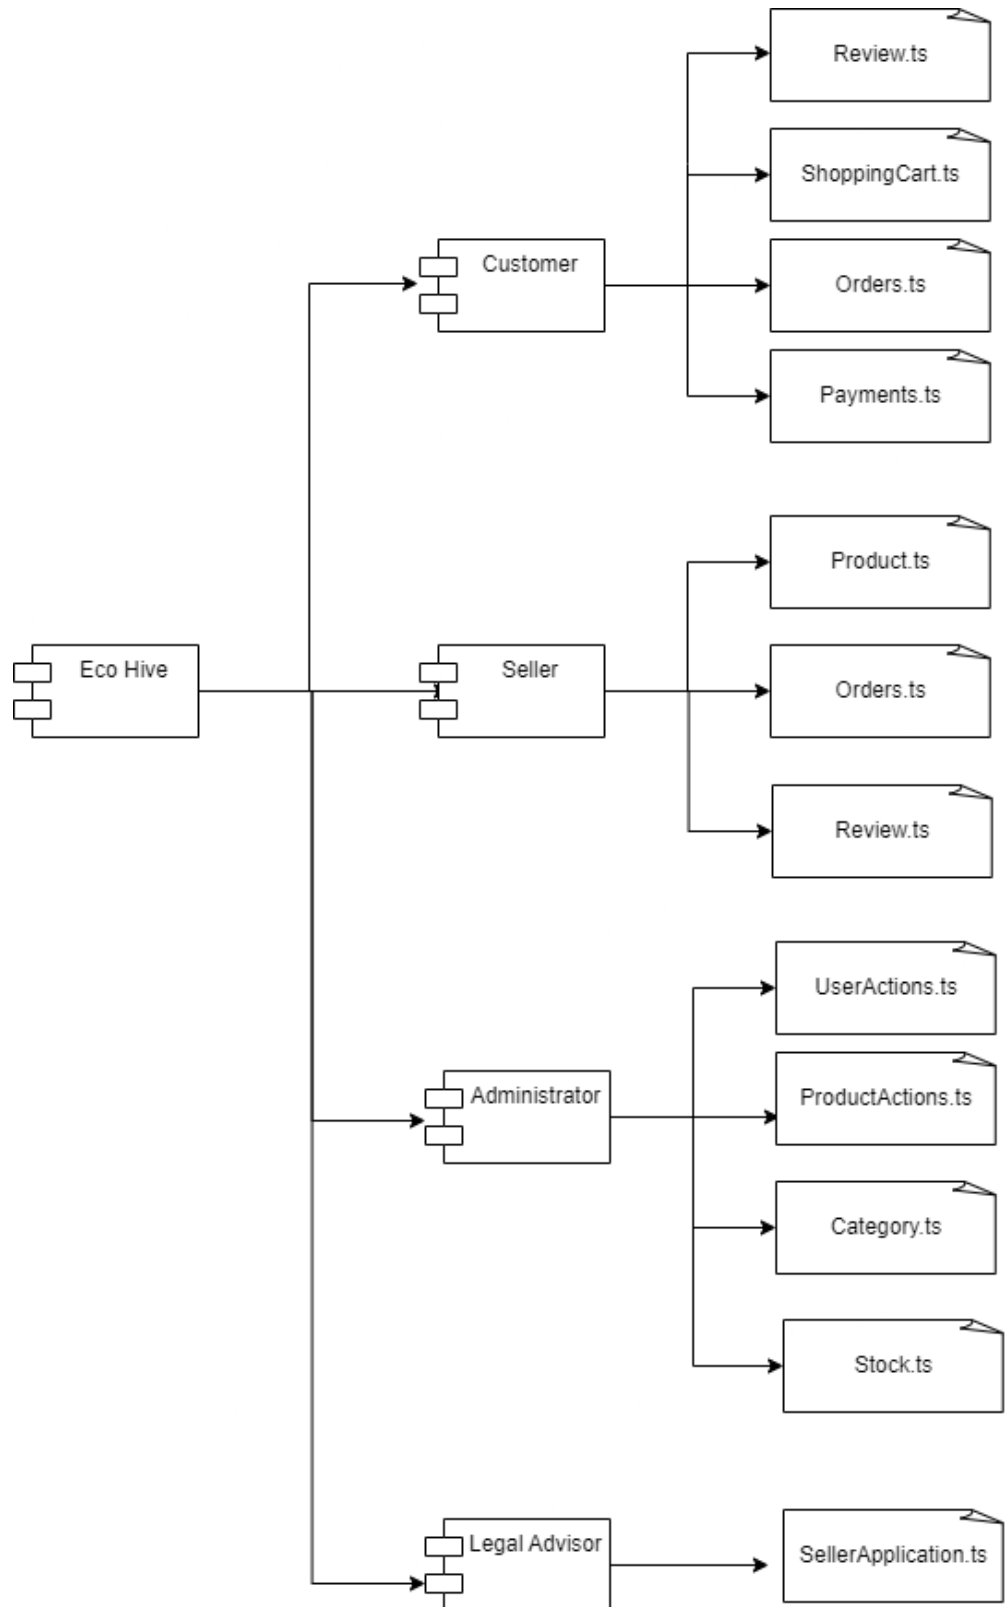 Review.ts
ShoppingCart.ts
Customer
Orders.ts
Payments.ts
Product.ts
Eco Hive
Seller
Orders.ts
Review.ts
UserActions.ts
Administrator
ProductActions.ts
Category.ts
Stock.ts
Legal Advisor
SellerApplication.ts